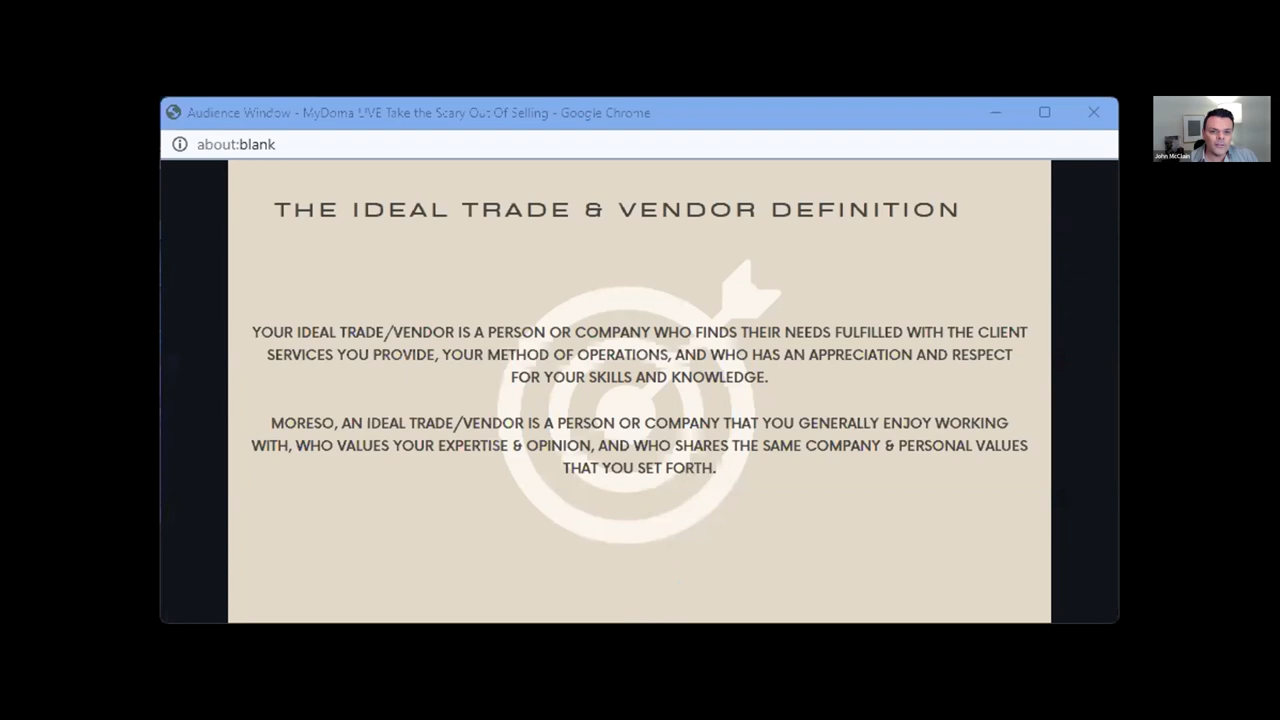 Audience Window - MyDoma LIVE Take the Scary Out Of Selling - Google Chrome
about:blank
John McClain
THE IDEAL TRADE & VENDOR DEFINITION
YOUR IDEAL TRADE/VENDOR IS A PERSON OR COMPANY WHO FINDS THEIR NEEDS FULFILLED WITH THE CLIENT
SERVICES YOU PROVIDE, YOUR METHOD OF OPERATIONS, AND WHO HAS AN APPRECIATION AND RESPECT
FOR YOUR SKILLS AND KNOWLEDGE.
MORESO, AN IDEAL TRADE/VENDOR IS A PERSON OR COMPANY THAT YOU GENERALLY ENJOY WORKING
WITH, WHO VALUES YOUR EXPERTISE & OPINION, AND WHO SHARES THE SAME COMPANY & PERSONAL VALUES
THAT YOU SET FORTH.